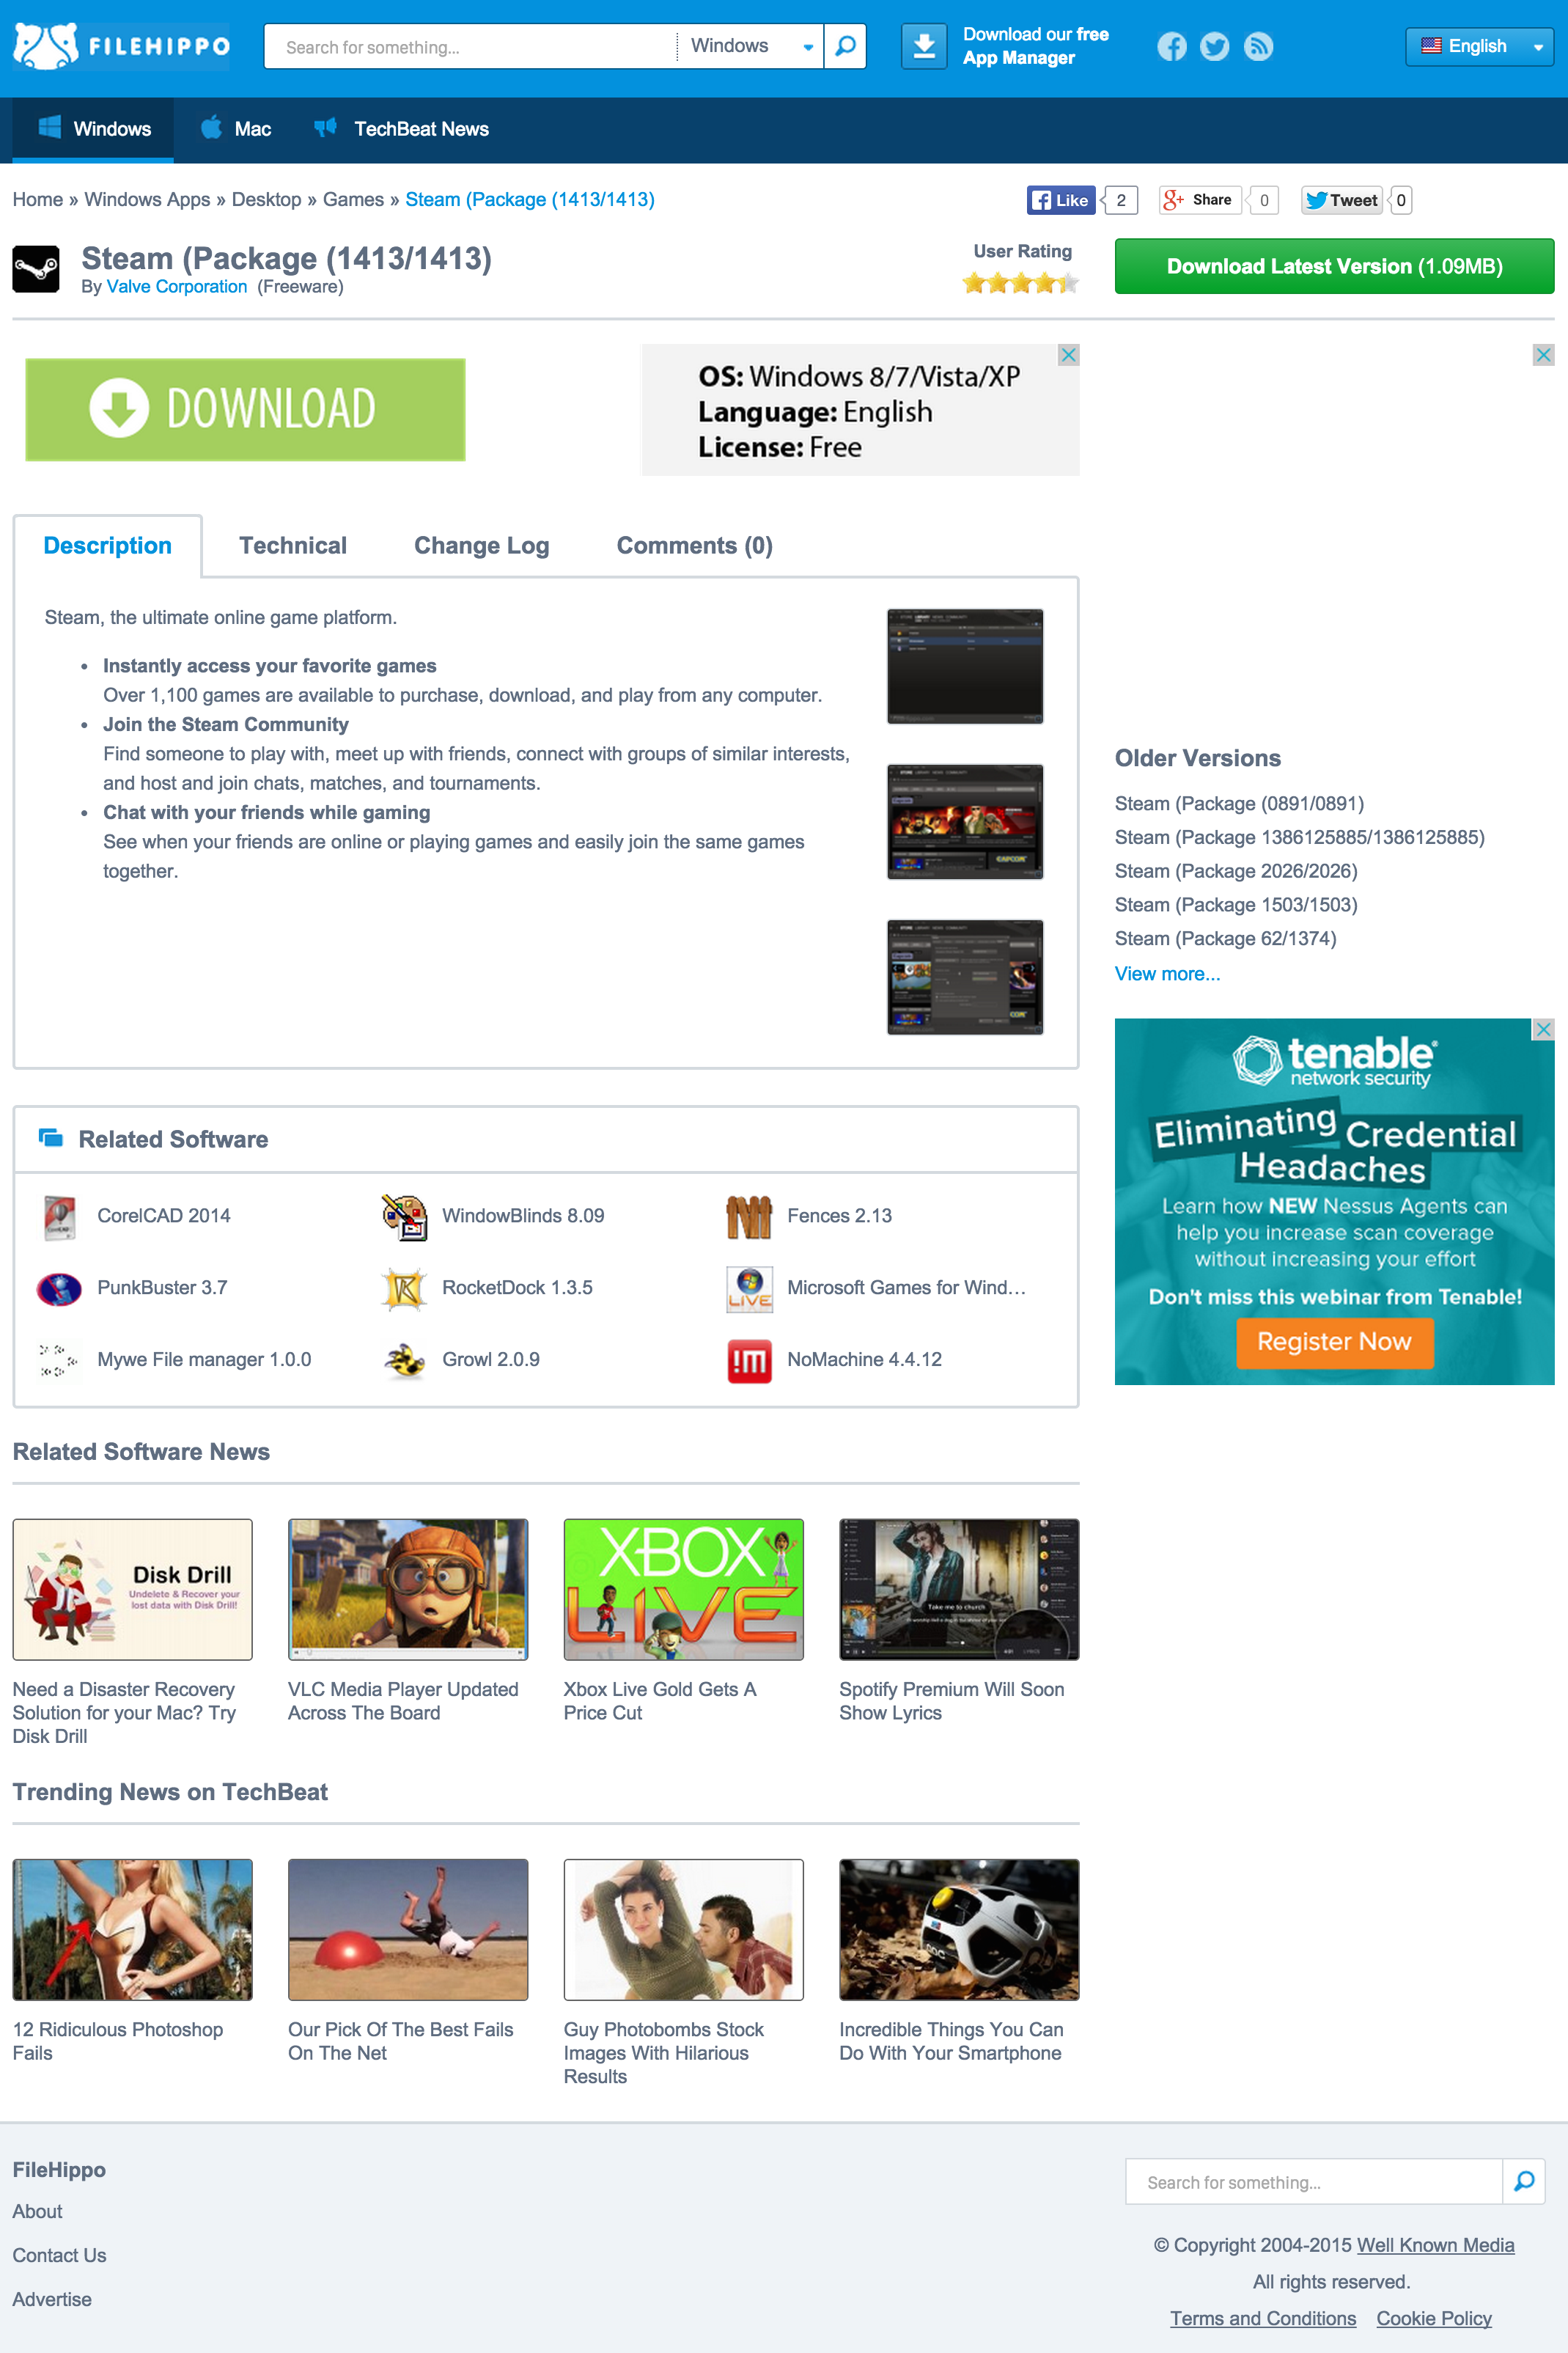 FILEHIPPO
Search for something...
Windows
Download our free
App Manager
English
Windows
Mac
TechBeat News
Home » Windows Apps » Desktop » Games » Steam (Package (1413/1413)
Like
2
Share
0
Tweet
0
Steam (Package (1413/1413)
By Valve Corporation (Freeware)
User Rating
Download Latest Version (1.09MB)
DOWNLOAD
OS: Windows 8/7/Vista/XP
Language: English
License: Free
Description
Technical
Change Log
Comments (0)
Steam, the ultimate online game platform.
Instantly access your favorite games
Over 1,100 games are available to purchase, download, and play from any computer.
Join the Steam Community
Find someone to play with, meet up with friends, connect with groups of similar interests,
and host and join chats, matches, and tournaments.
Chat with your friends while gaming
See when your friends are online or playing games and easily join the same games
together.
CAPCOM
Older Versions
Steam (Package (0891/0891)
Steam (Package 1386125885/1386125885)
Steam (Package 2026/2026)
Steam (Package 1503/1503)
Steam (Package 62/1374)
View more...
tenable
network security
Eliminating Credential
Headaches
Learn how NEW Nessus Agents can
help you increase scan coverage
without increasing your effort
Don't miss this webinar from Tenable!
Register Now
Related Software
CorelCAD 2014
WindowBlinds 8.09
Fences 2.13
PunkBuster 3.7
RocketDock 1.3.5
LIVE
Microsoft Games for Wind...
Mywe File manager 1.0.0
Growl 2.0.9
!M
NoMachine 4.4.12
Related Software News
Disk Drill
Undelete & Recover your
lost data with Disk Drill!
XBOX
LIVE
Take me to church
Need a Disaster Recovery
Solution for your Mac? Try
Disk Drill
VLC Media Player Updated
Across The Board
Xbox Live Gold Gets A
Price Cut
Spotify Premium Will Soon
Show Lyrics
Trending News on TechBeat
POC
12 Ridiculous Photoshop
Fails
Our Pick Of The Best Fails
On The Net
Guy Photobombs Stock
Images With Hilarious
Results
Incredible Things You Can
Do With Your Smartphone
FileHippo
About
Contact Us
Advertise
Search for something...
© Copyright 2004-2015 Well Known Media
All rights reserved.
Terms and Conditions Cookie Policy